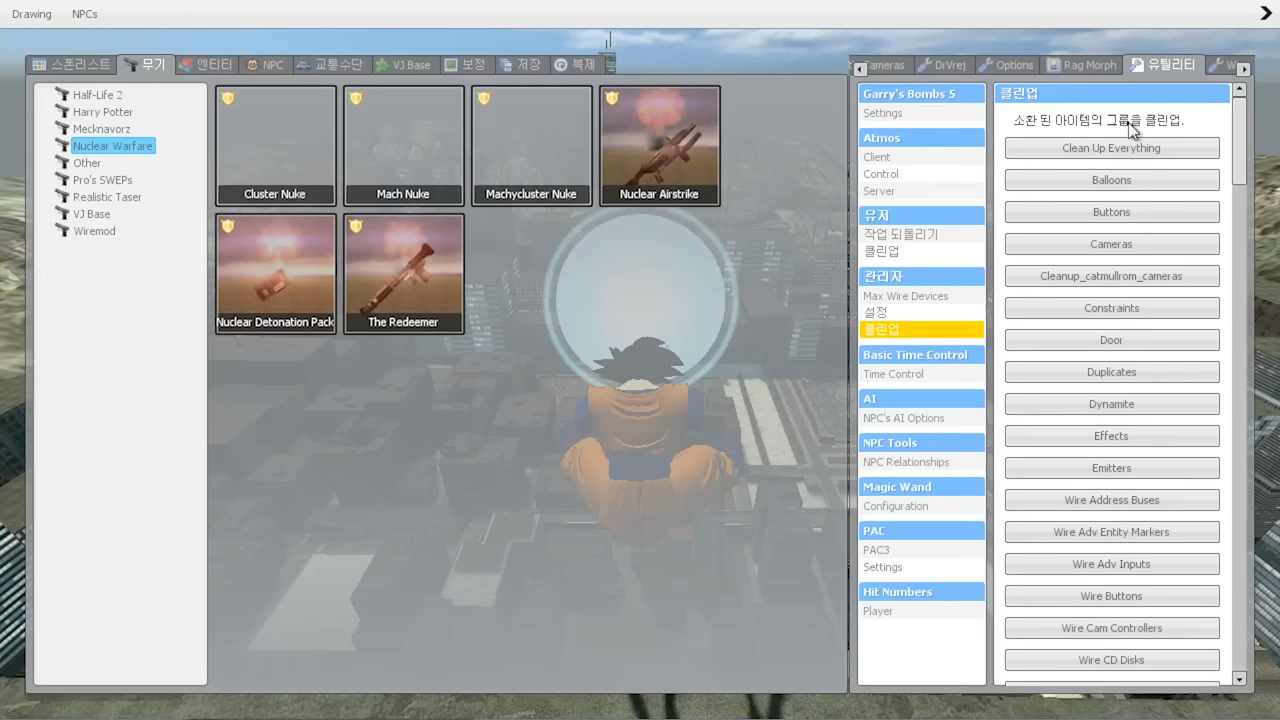 Drawing NPCs
스폰리스트 무기 엔티티 NPC 교통수단 VJ Base 보정 저장 복제
Cameras DrVrej Options Rag Morph 유틸리티 W
Half-Life 2
Harry Potter
Mecknavorz
Nuclear Warfare
Other
Pro's SWEPs
Realistic Taser
VJ Base
Wiremod
Cluster Nuke
Mach Nuke
Machycluster Nuke
Nuclear Airstrike
Nuclear Detonation Pack
The Redeemer
Garry's Bombs 5
Settings
Atmos
Client
Control
Server
유저
작업 되돌리기
클린업
관리자
Max Wire Devices
설정
클린업
Basic Time Control
Time Control
AI
NPC's AI Options
NPC Tools
NPC Relationships
Magic Wand
Configuration
PAC
PAC3
Settings
Hit Numbers
Player
클린업
소환 된 아이템의 그룹을 클린업.
Clean Up Everything
Balloons
Buttons
Cameras
Cleanup_catmullrom_cameras
Constraints
Door
Duplicates
Dynamite
Effects
Emitters
Wire Address Buses
Wire Adv Entity Markers
Wire Adv Inputs
Wire Buttons
Wire Cam Controllers
Wire CD Disks